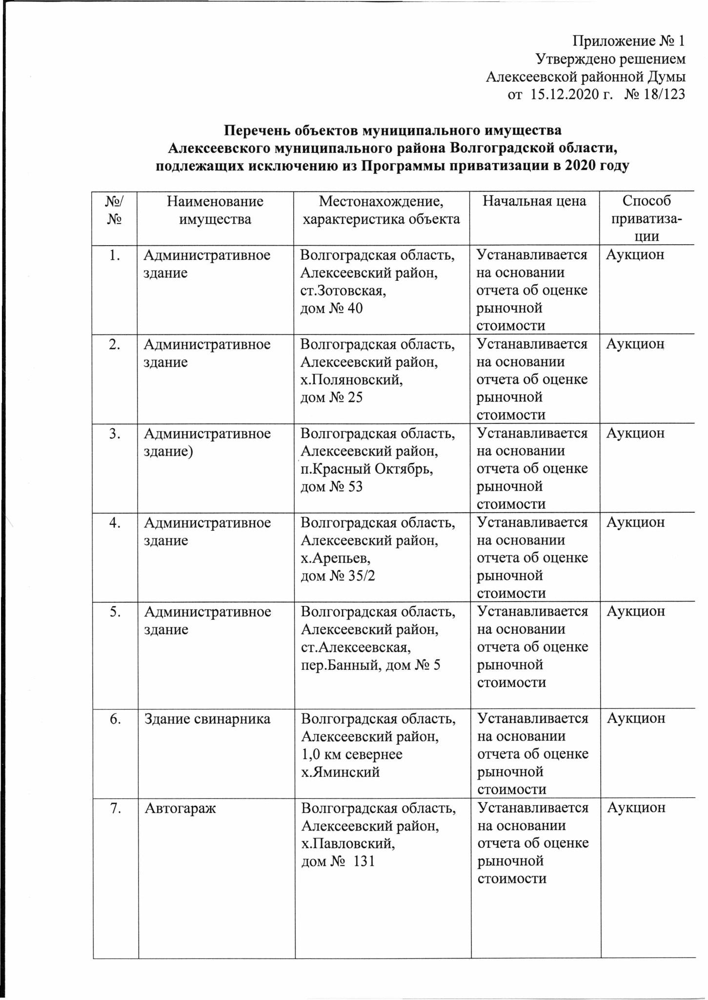 Приложение № 1
Утверждено решением
Алексеевской районной Думы
от 15.12.2020 г. № 18/123
Перечень объектов муниципального имущества
Алексеевского муниципального района Волгоградской области,
подлежащих исключению из Программы приватизации в 2020 году
№/
№
Наименование
имущества
Местонахождение,
характеристика объекта
Начальная цена
Способ
приватиза-
ции
1.
Административное
здание
Волгоградская область,
Алексеевский район,
ст.Зотовская,
дом № 40
Устанавливается
на основании
отчета об оценке
рыночной
стоимости
Аукцион
2.
Административное
здание
Волгоградская область,
Алексеевский район,
х.Поляновский,
дом № 25
Устанавливается
на основании
отчета об оценке
рыночной
стоимости
Аукцион
3.
Административное
здание)
Волгоградская область,
Алексеевский район,
п.Красный Октябрь,
дом № 53
Устанавливается
на основании
отчета об оценке
рыночной
стоимости
Аукцион
4.
Административное
здание
Волгоградская область,
Алексеевский район,
х.Арепьев,
дом № 35/2
Устанавливается
на основании
отчета об оценке
рыночной
стоимости
Аукцион
5.
Административное
здание
Волгоградская область,
Алексеевский район,
ст.Алексеевская,
пер.Банный, дом № 5
Устанавливается
на основании
отчета об оценке
рыночной
стоимости
Аукцион
6.
Здание свинарника
Волгоградская область,
Алексеевский район,
1,0 км севернее
х.Яминский
Устанавливается
на основании
отчета об оценке
рыночной
стоимости
Аукцион
7.
Автогараж
Волгоградская область,
Алексеевский район,
х.Павловский,
дом № 131
Устанавливается
на основании
отчета об оценке
рыночной
стоимости
Аукцион